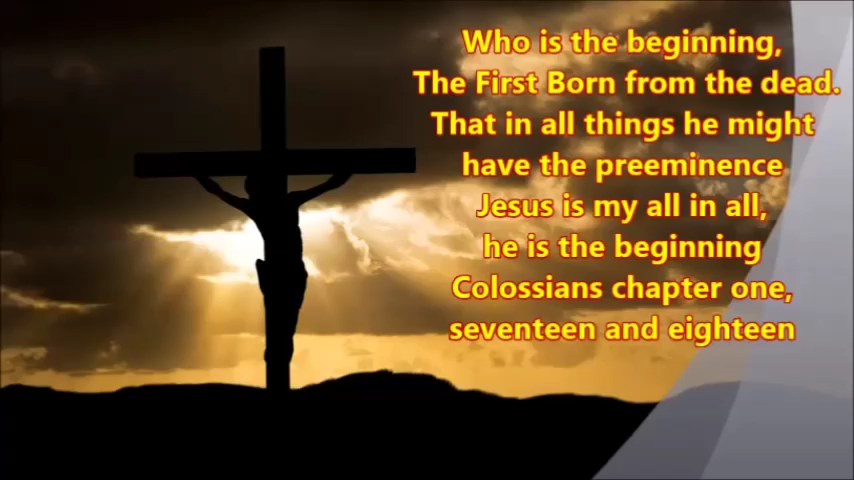 Who is the beginning,
The First Born from the dead.
That in all things he might
have the preeminence
Jesus is my all in all,
he is the beginning
Colossians chapter one,
seventeen and eighteen